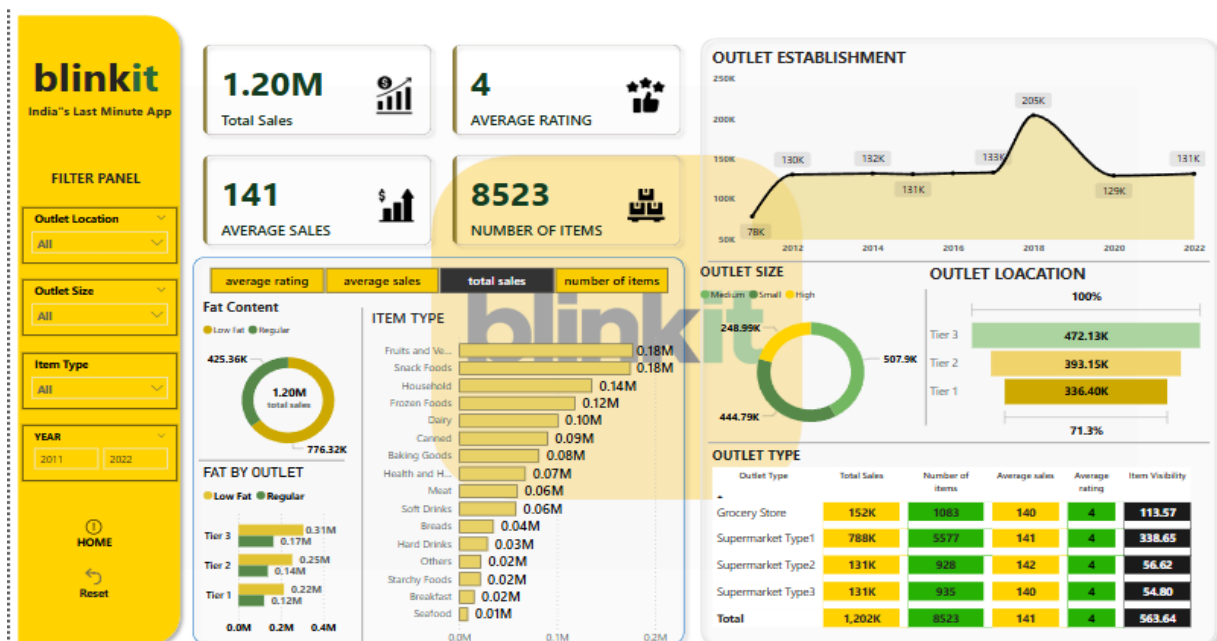 blinkit
India"s Last Minute App
FILTER PANEL
Outlet Location
All
Outlet Size
All
Item Type
All
YEAR
2011 2022
HOME
Reset
1.20M
Total Sales
4
AVERAGE RATING
141
AVERAGE SALES
8523
NUMBER OF ITEMS
average rating average sales total sales number of items
Fat Content
Low Fat Regular
425.36K
1.20M
total sales
776.32K
FAT BY OUTLET
Low Fat Regular
Tier 3 0.31M
0.17M
Tier 2 0.25M
0.14M
Tier 1 0.22M
0.12M
0.0M 0.2M 0.4M
ITEM TYPE
blinkit
Fruits and Ve... 0.18M
Snack Foods 0.18M
Household 0.14M
Frozen Foods 0.12M
Dairy 0.10M
Canned 0.09M
Baking Goods 0.08M
Health and H... 0.07M
Meat 0.06M
Soft Drinks 0.06M
Breads 0.04M
Hard Drinks 0.03M
Others 0.02M
Starchy Foods 0.02M
Breakfast 0.02M
Seafood 0.01M
0.0M 0.1M 0.2M
OUTLET ESTABLISHMENT
250K
200K
150K
100K
50K
78K
130K
132K
131K
133K
205K
129K
131K
2012 2014 2016 2018 2020 2022
OUTLET SIZE
Medium Small High
248.99K
507.9K
444.79K
OUTLET LOACATION
100%
Tier 3 472.13K
Tier 2 393.15K
Tier 1 336.40K
71.3%
OUTLET TYPE
Outlet Type Total Sales Number of items Average sales Average rating Item Visibility
Grocery Store 152K 1083 140 4 113.57
Supermarket Type1 788K 5577 141 4 338.65
Supermarket Type2 131K 928 142 4 56.62
Supermarket Type3 131K 935 140 4 54.80
Total 1,202K 8523 141 4 563.64